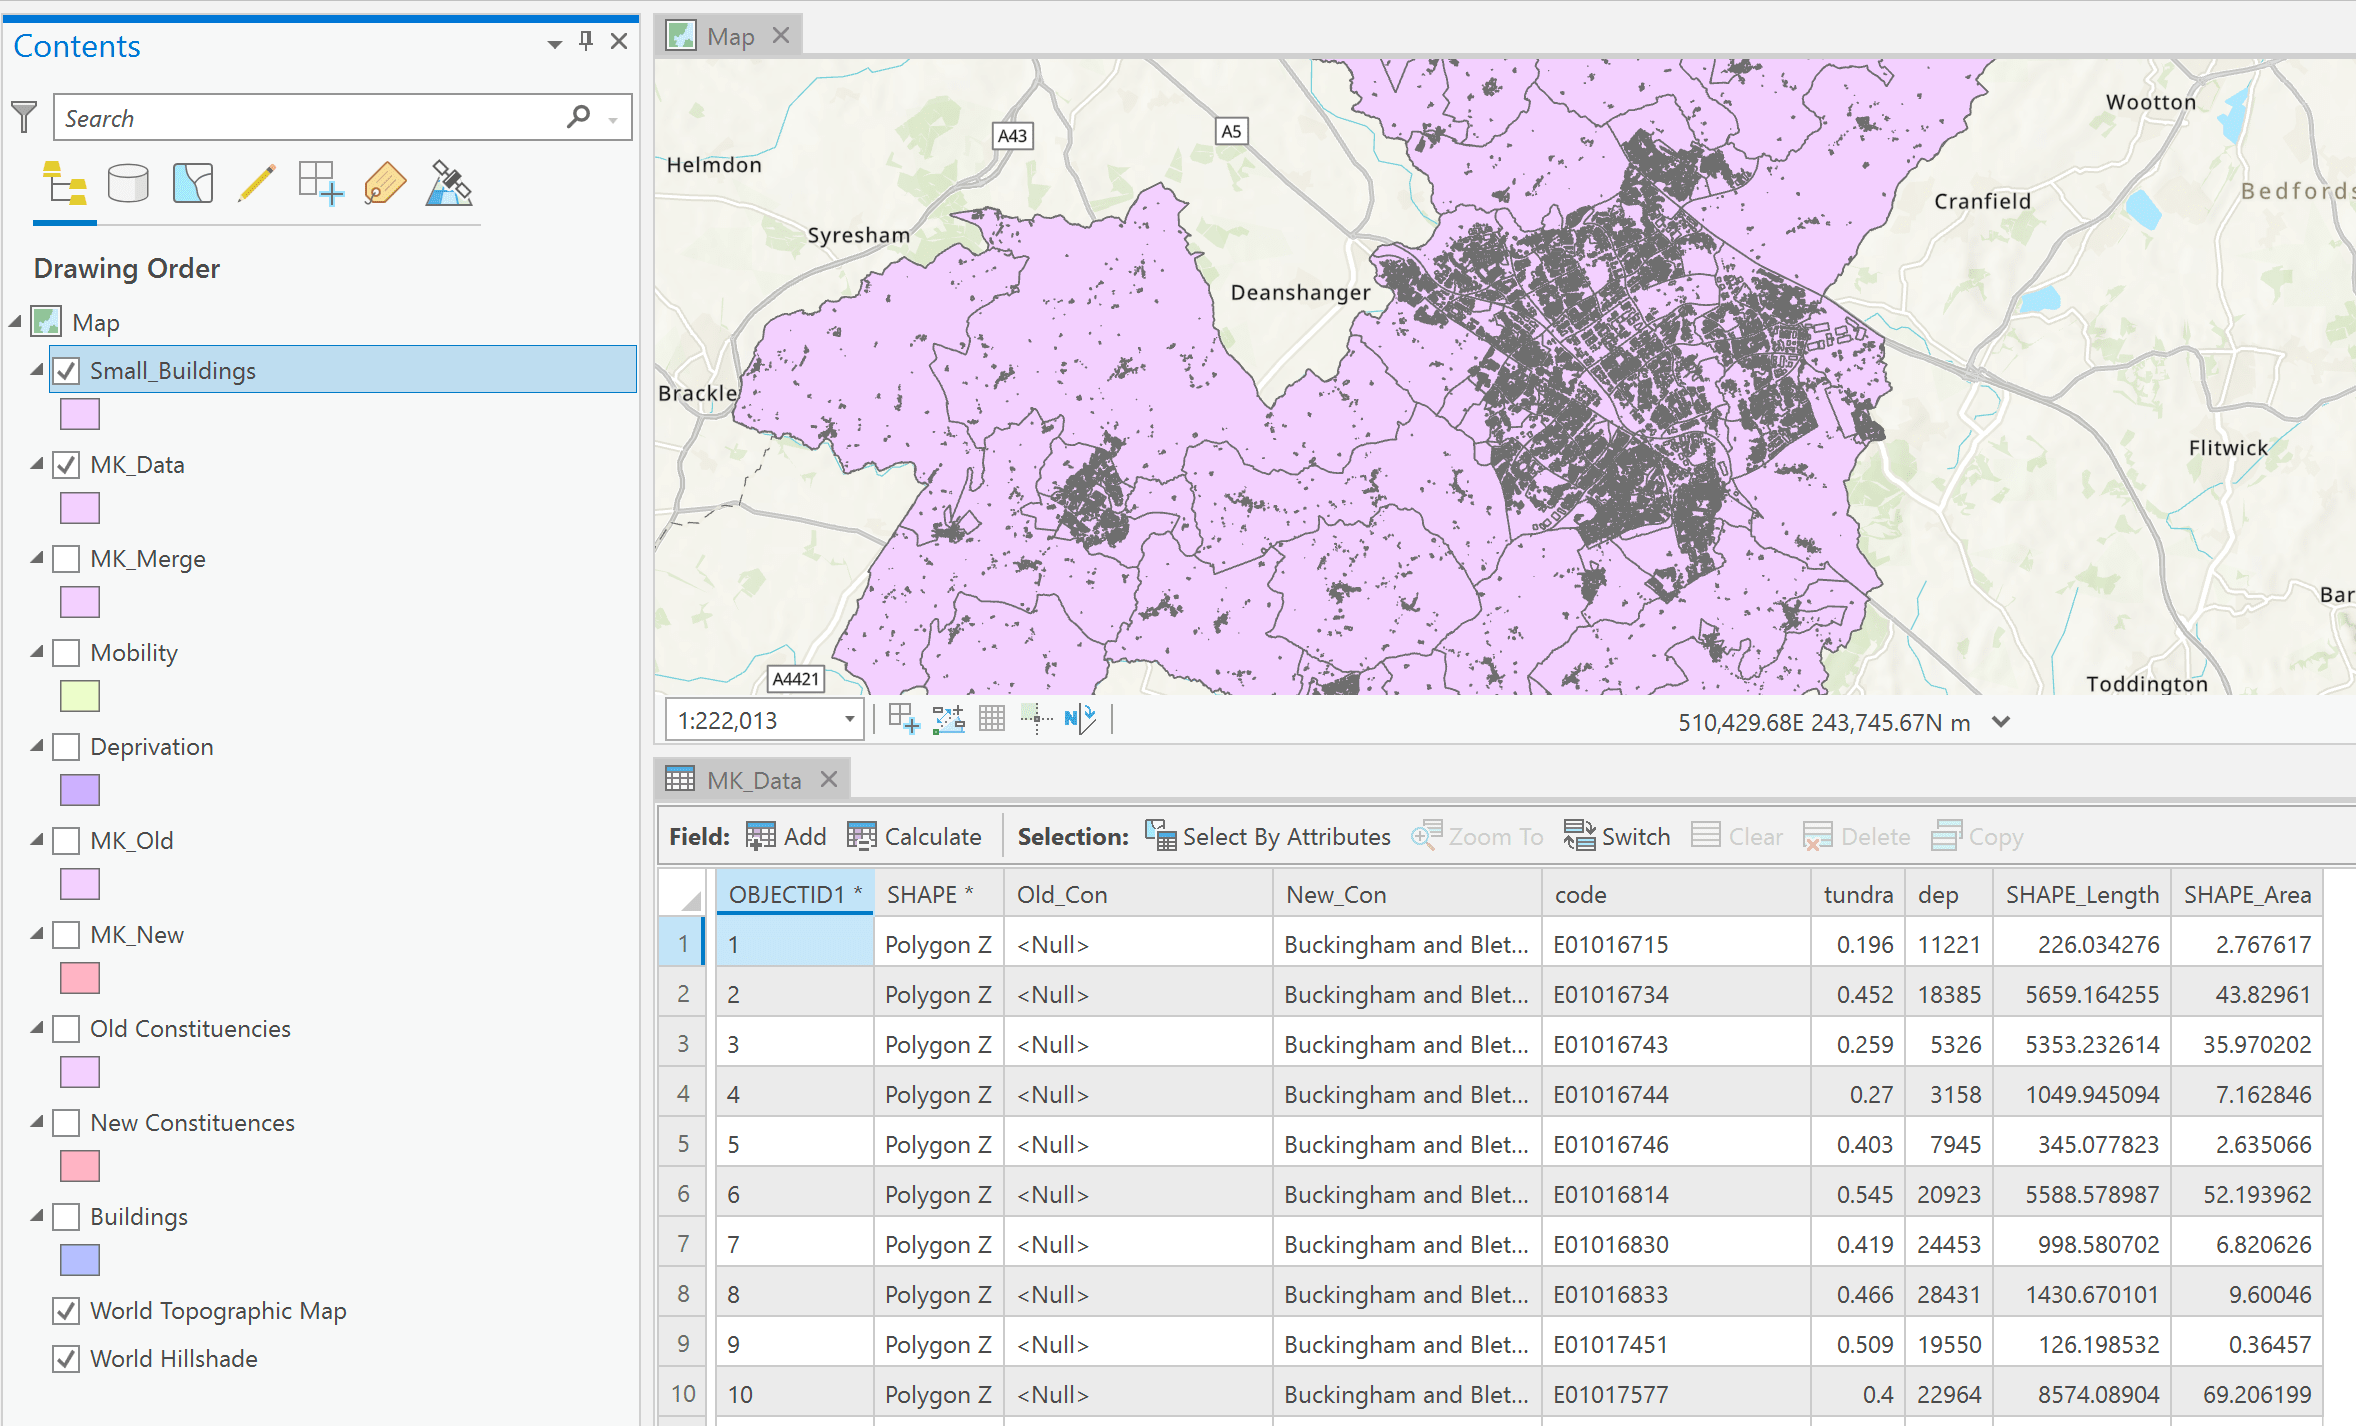 Contents
Search
Drawing Order
Map
Small_Buildings
MK_Data
MK_Merge
Mobility
Deprivation
MK_Old
MK_New
Old Constituencies
New Constituences
Buildings
World Topographic Map
World Hillshade
Map
Wootton
A43
A5
Helmdon
Cranfield
Bedfords
Syresham
Deanshanger
Brackle
Flitwick
Bar
A4421
Toddington
1:222,013
N
510,429.68E 243,745.67N m
MK_Data
Field: Add Calculate Selection: Select By Attributes Zoom To Switch Clear Delete Copy
OBJECTID1 * SHAPE * Old_Con New_Con code tundra dep SHAPE_Length SHAPE_Area
1 1 Polygon Z <Null> Buckingham and Blet... E01016715 0.196 11221 226.034276 2.767617
2 2 Polygon Z <Null> Buckingham and Blet... E01016734 0.452 18385 5659.164255 43.82961
3 3 Polygon Z <Null> Buckingham and Blet... E01016743 0.259 5326 5353.232614 35.970202
4 4 Polygon Z <Null> Buckingham and Blet... E01016744 0.27 3158 1049.945094 7.162846
5 5 Polygon Z <Null> Buckingham and Blet... E01016746 0.403 7945 345.077823 2.635066
6 6 Polygon Z <Null> Buckingham and Blet... E01016814 0.545 20923 5588.578987 52.193962
7 7 Polygon Z <Null> Buckingham and Blet... E01016830 0.419 24453 998.580702 6.820626
8 8 Polygon Z <Null> Buckingham and Blet... E01016833 0.466 28431 1430.670101 9.60046
9 9 Polygon Z <Null> Buckingham and Blet... E01017451 0.509 19550 126.198532 0.36457
10 10 Polygon Z <Null> Buckingham and Blet... E01017577 0.4 22964 8574.08904 69.206199